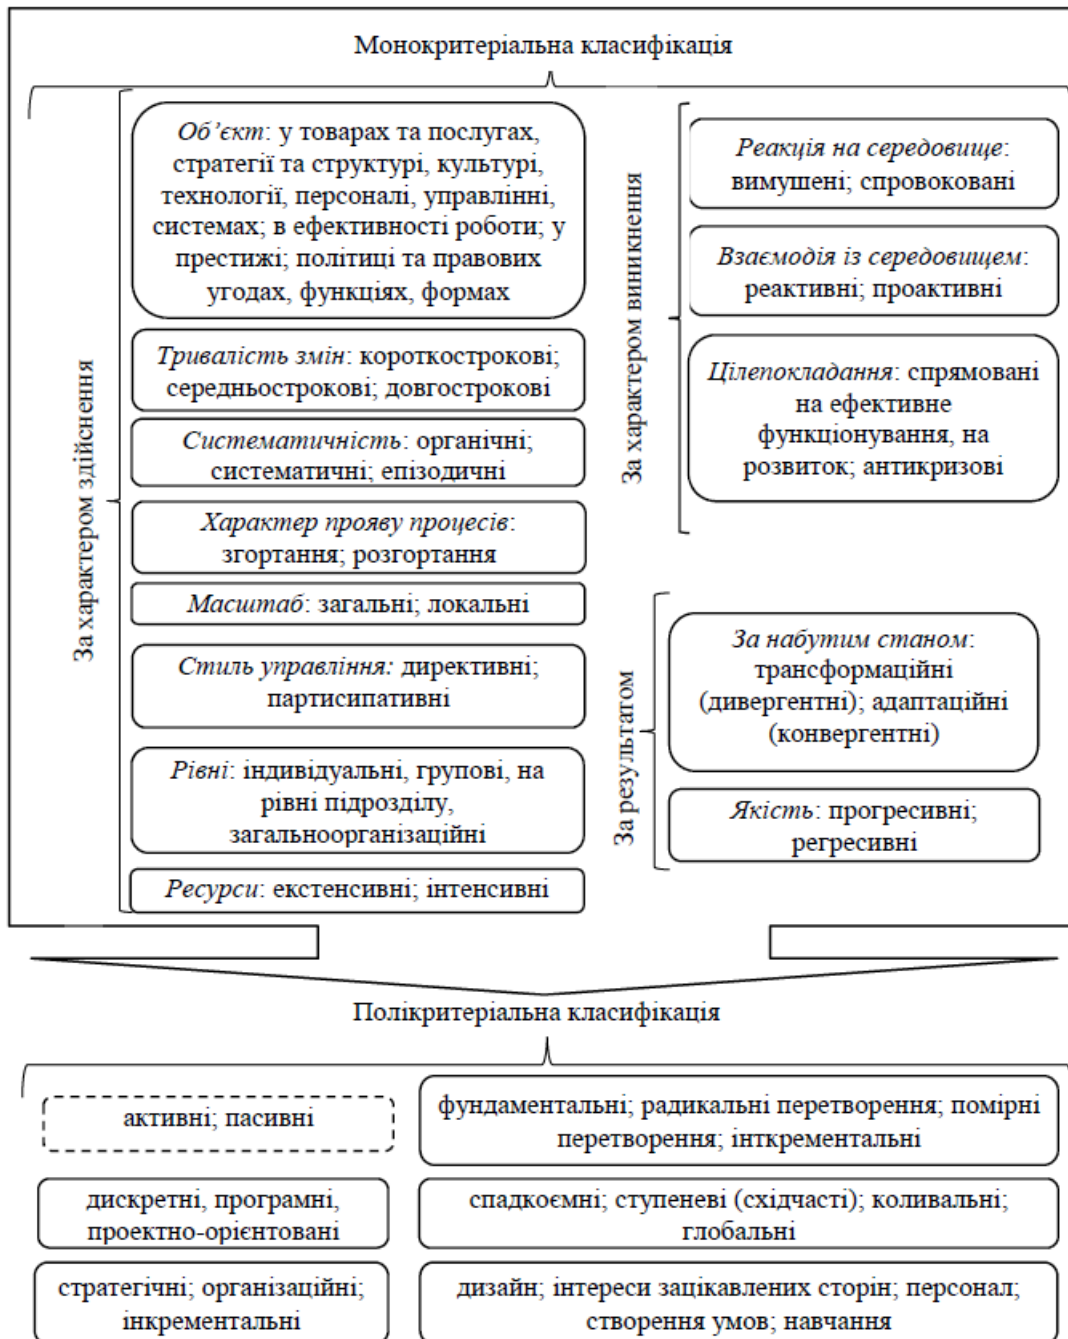 Монокритеріальна класифікація
За характером здійснення
Об’єкт: у товарах та послугах,
стратегії та структурі, культурі,
технології, персоналі, управлінні,
системах; в ефективності роботи; у
престижі; політиці та правових
угодах, функціях, формах
Тривалість змін: короткострокові;
середньострокові; довгострокові
Систематичність: органічні;
систематичні; епізодичні
Характер прояву процесів:
згортання; розгортання
Масштаб: загальні; локальні
Стиль управління: директивні;
партисипативні
Рівні: індивідуальні, групові, на
рівні підрозділу,
загальноорганізаційні
Ресурси: екстенсивні; інтенсивні
За характером виникнення
Реакція на середовище:
вимушені; спровоковані
Взаємодія із середовищем:
реактивні; проактивні
Цілепокладання: спрямовані
на ефективне
функціонування, на
розвиток; антикризові
За результатом
За набутим станом:
трансформаційні
(дивергентні); адаптаційні
(конвергентні)
Якість: прогресивні;
регресивні
Полікритеріальна класифікація
активні; пасивні
фундаментальні; радикальні перетворення; помірні
перетворення; інткрементальні
дискретні, програмні,
проектно-орієнтовані
спадкоємні; ступеневі (східчасті); коливальні;
глобальні
стратегічні; організаційні;
інкрементальні
дизайн; інтереси зацікавлених сторін; персонал;
створення умов; навчання